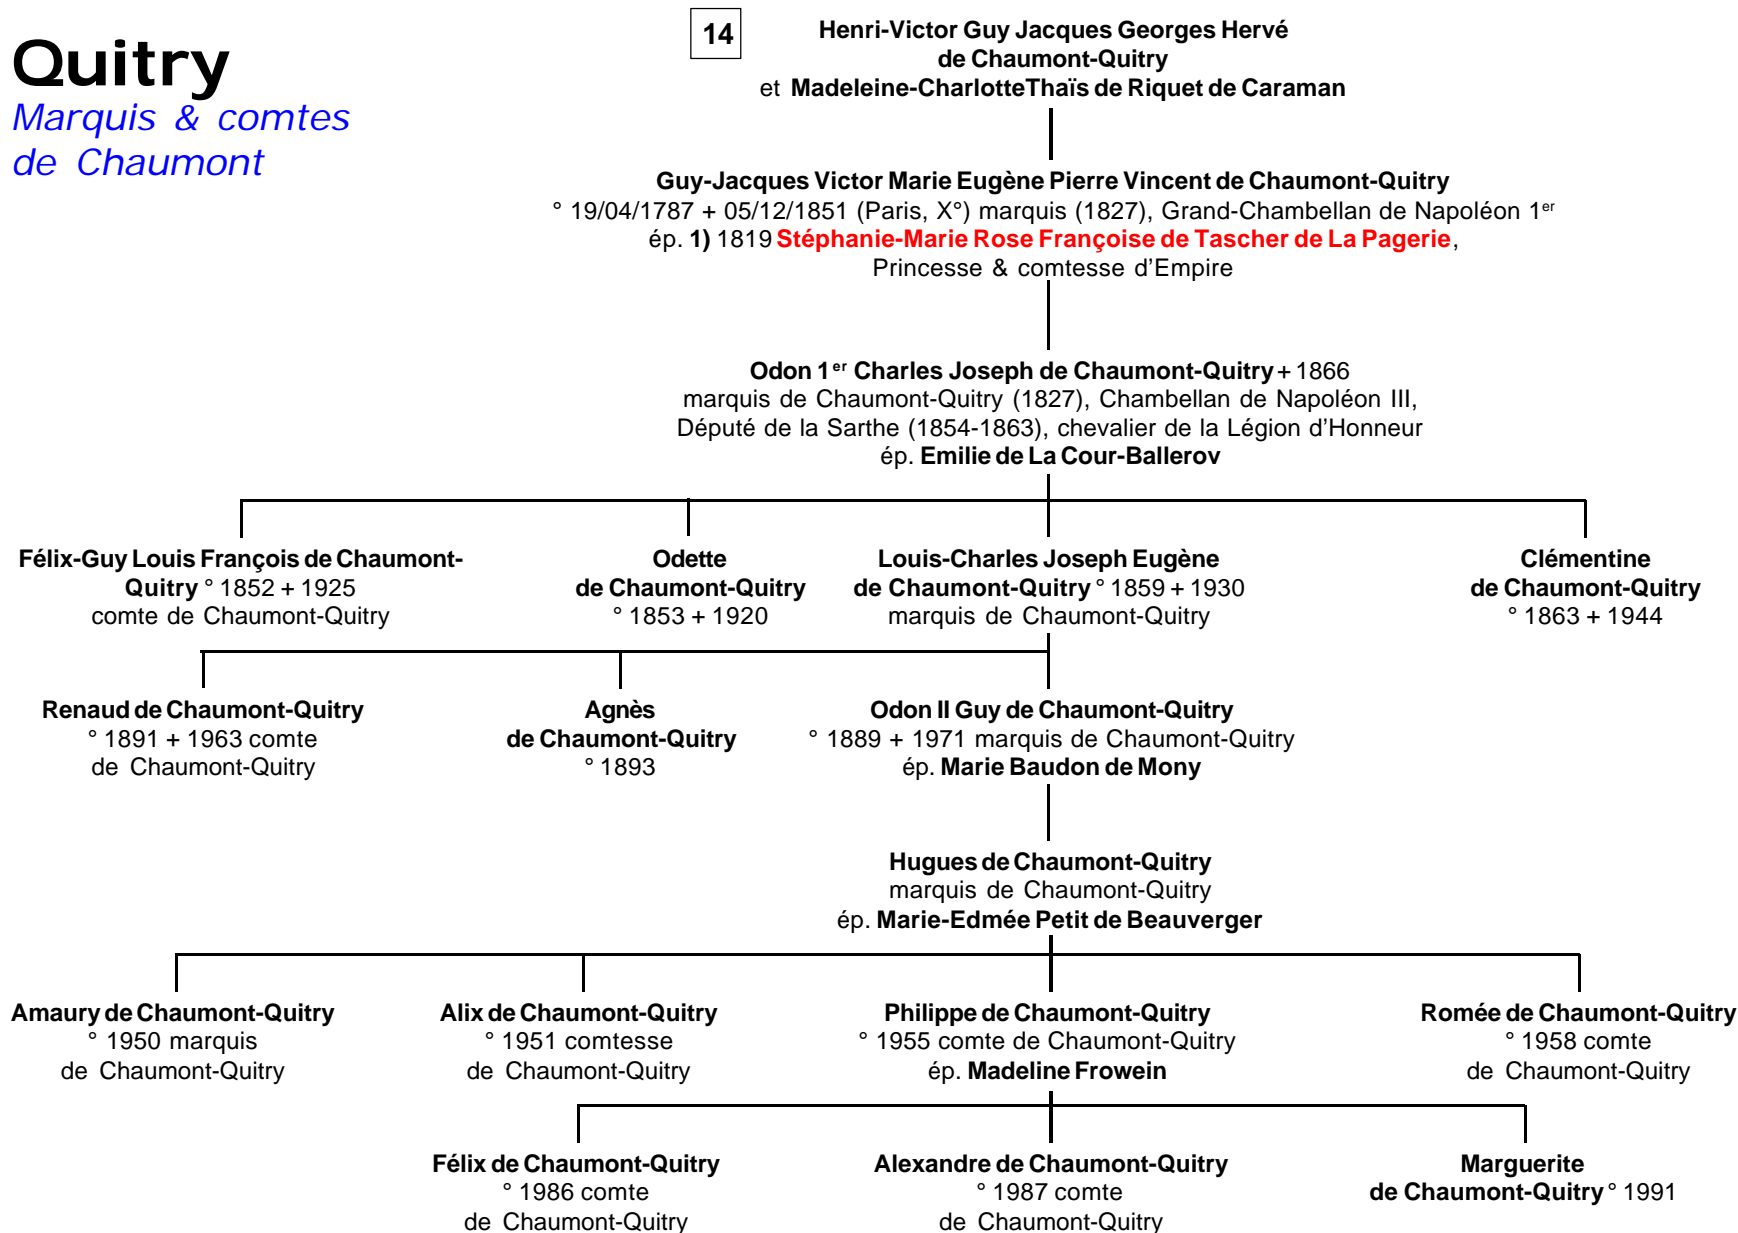 Quitry
Marquis & comtes
de Chaumont
14
Henri-Victor Guy Jacques Georges Hervé
de Chaumont-Quitry
et Madeleine-CharlotteThaïs de Riquet de Caraman
Guy-Jacques Victor Marie Eugène Pierre Vincent de Chaumont-Quitry
° 19/04/1787 + 05/12/1851 (Paris, X°) marquis (1827), Grand-Chambellan de Napoléon 1er
ép. 1) 1819 Stéphanie-Marie Rose Françoise de Tascher de La Pagerie,
Princesse & comtesse d'Empire
Odon 1er Charles Joseph de Chaumont-Quitry + 1866
marquis de Chaumont-Quitry (1827), Chambellan de Napoléon III,
Député de la Sarthe (1854-1863), chevalier de la Légion d'Honneur
ép. Emilie de La Cour-Ballerov
Félix-Guy Louis François de Chaumont-
Quitry ° 1852 + 1925
comte de Chaumont-Quitry
Odette
de Chaumont-Quitry
° 1853 + 1920
Louis-Charles Joseph Eugène
de Chaumont-Quitry ° 1859 + 1930
marquis de Chaumont-Quitry
Clémentine
de Chaumont-Quitry
° 1863 + 1944
Renaud de Chaumont-Quitry
° 1891 + 1963 comte
de Chaumont-Quitry
Agnès
de Chaumont-Quitry
° 1893
Odon II Guy de Chaumont-Quitry
° 1889 + 1971 marquis de Chaumont-Quitry
ép. Marie Baudon de Mony
Hugues de Chaumont-Quitry
marquis de Chaumont-Quitry
ép. Marie-Edmée Petit de Beauverger
Amaury de Chaumont-Quitry
° 1950 marquis
de Chaumont-Quitry
Alix de Chaumont-Quitry
° 1951 comtesse
de Chaumont-Quitry
Philippe de Chaumont-Quitry
° 1955 comte de Chaumont-Quitry
ép. Madeline Frowein
Romée de Chaumont-Quitry
° 1958 comte
de Chaumont-Quitry
Félix de Chaumont-Quitry
° 1986 comte
de Chaumont-Quitry
Alexandre de Chaumont-Quitry
° 1987 comte
de Chaumont-Quitry
Marguerite
de Chaumont-Quitry ° 1991